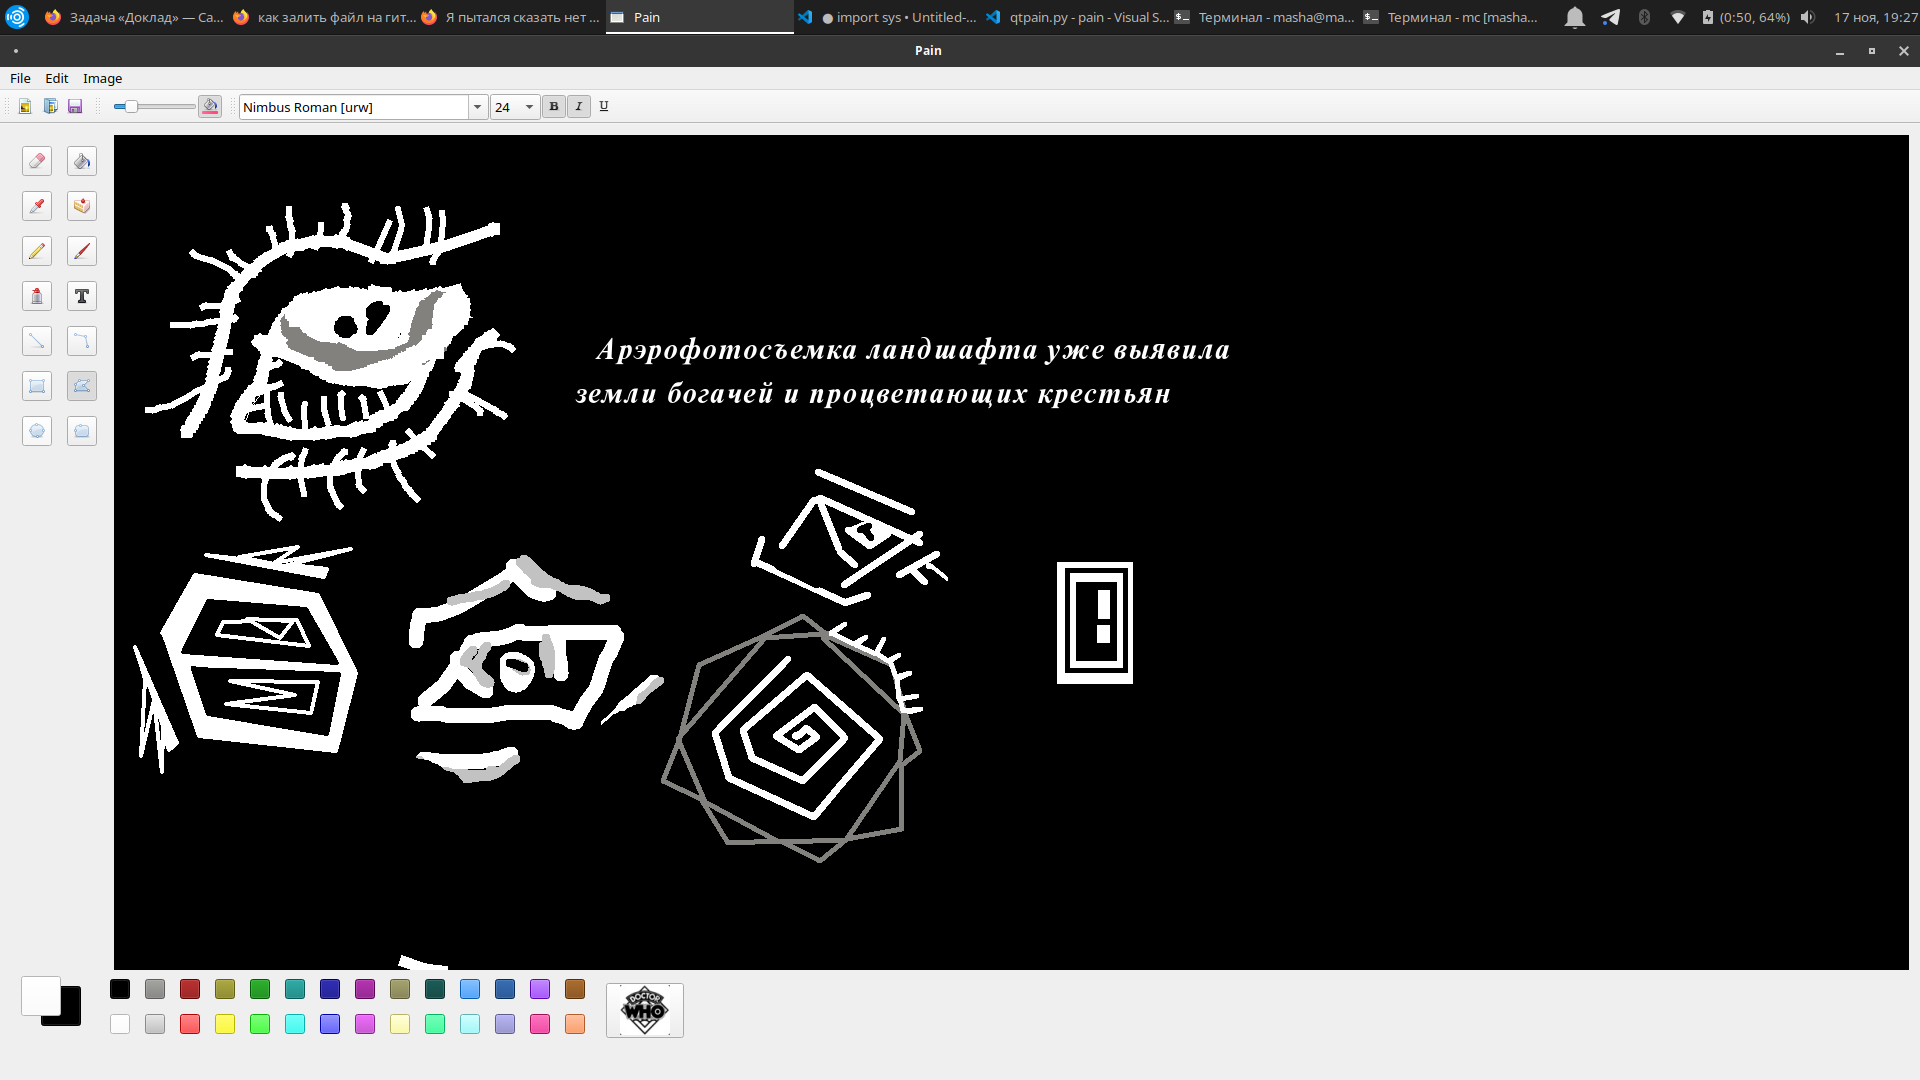 Задача «Доклад» — Са...
как залить файл на гит...
Я пытался сказать нет ...
Pain
● import sys • Untitled-...
qtpain.py - pain - Visual S...
Терминал - masha@ma...
Терминал - mc [masha...
(0:50, 64%)
17 ноя, 19:27
Pain
File Edit Image
Nimbus Roman [urw] 24 B I U
T
Арэрофотосъемка ландшафта уже выявила
земли богачей и процветающих крестьян
DOCTOR
WHO